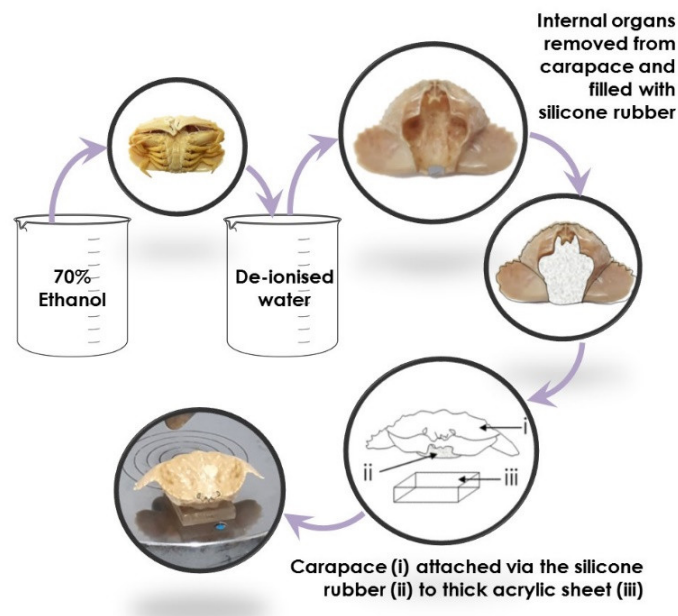 Internal organs
removed from
carapace and
filled with
silicone rubber
70%
Ethanol
De-ionised
water
i
ii
iii
Carapace (i) attached via the silicone
rubber (ii) to thick acrylic sheet (iii)